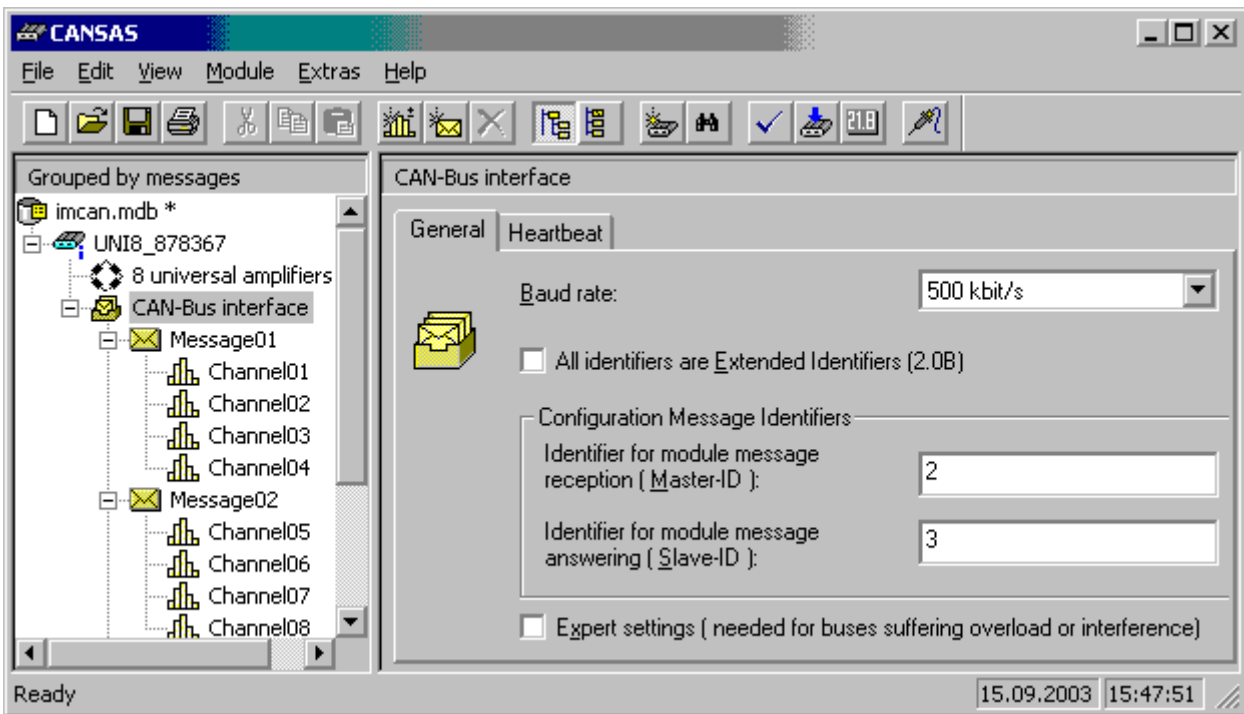 CANSAS
File Edit View Module Extras Help
21.8
Grouped by messages
imcan.mdb *
UNI8_878367
8 universal amplifiers
CAN-Bus interface
Message01
Channel01
Channel02
Channel03
Channel04
Message02
Channel05
Channel06
Channel07
Channel08
CAN-Bus interface
General Heartbeat
Baud rate: 500 kbit/s
All identifiers are Extended Identifiers (2.0B)
Configuration Message Identifiers
Identifier for module message
reception ( Master-ID ): 2
Identifier for module message
answering ( Slave-ID ): 3
Expert settings ( needed for buses suffering overload or interference)
Ready 15.09.2003 15:47:51